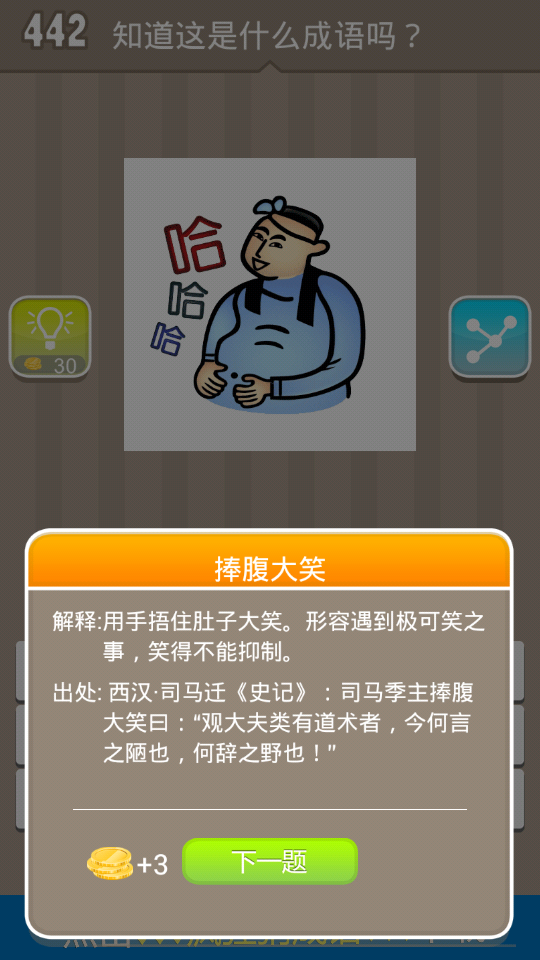 442 知道这是什么成语吗？
哈
哈
哈
30
捧腹大笑
解释:用手捂住肚子大笑。形容遇到极可笑之
事，笑得不能抑制。
出处: 西汉·司马迁《史记》：司马季主捧腹
大笑曰：“观大夫类有道术者，今何言
之陋也，何辞之野也！”
+3 下一题